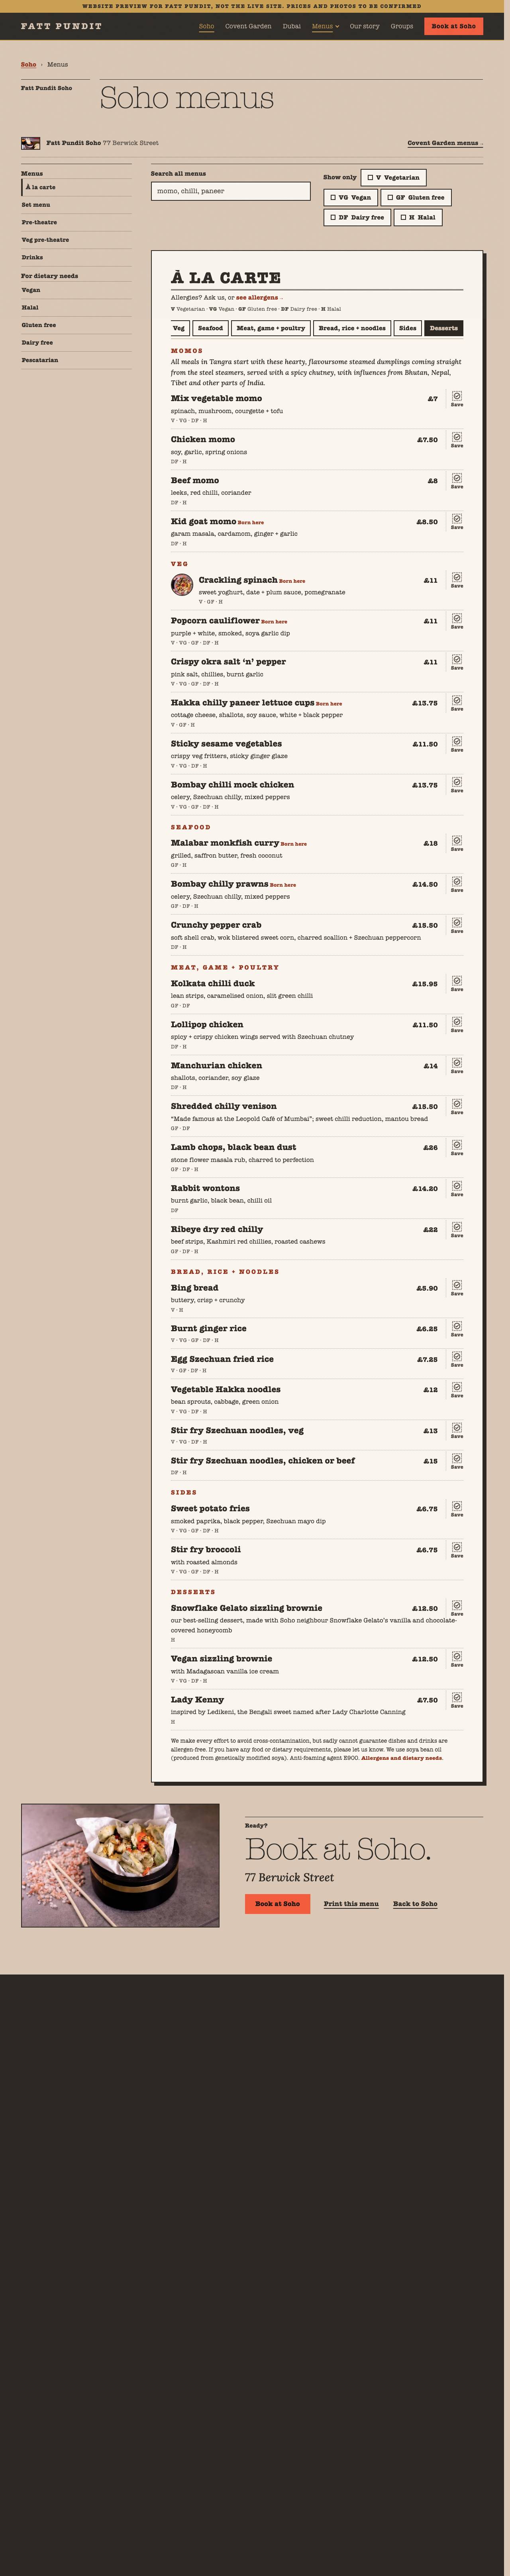 WEBSITE PREVIEW FOR FATT PUNDIT, NOT THE LIVE SITE. PRICES AND PHOTOS TO BE CONFIRMED
FATT PUNDIT
Soho
Covent Garden
Dubai
Menus
Our story
Groups
Book at Soho
Soho › Menus
Fatt Pundit Soho
Soho menus
Fatt Pundit Soho 77 Berwick Street
Covent Garden menus
Menus
À la carte
Set menu
Pre-theatre
Veg pre-theatre
Drinks
For dietary needs
Vegan
Halal
Gluten free
Dairy free
Pescatarian
Search all menus
momo, chilli, paneer
Show only
V Vegetarian
VG Vegan
GF Gluten free
DF Dairy free
H Halal
À LA CARTE
Allergies? Ask us, or see allergens
V Vegetarian · VG Vegan · GF Gluten free · DF Dairy free · H Halal
Veg
Seafood
Meat, game + poultry
Bread, rice + noodles
Sides
Desserts
MOMOS
All meals in Tangra start with these hearty, flavoursome steamed dumplings coming straight
from the steel steamers, served with a spicy chutney, with influences from Bhutan, Nepal,
Tibet and other parts of India.
Mix vegetable momo £7 Save
spinach, mushroom, courgette + tofu
V · VG · DF · H
Chicken momo £7.50 Save
soy, garlic, spring onions
DF · H
Beef momo £8 Save
leeks, red chilli, coriander
DF · H
Kid goat momo Born here £8.50 Save
garam masala, cardamom, ginger + garlic
DF · H
VEG
Crackling spinach Born here £11 Save
sweet yoghurt, date + plum sauce, pomegranate
V · GF · H
Popcorn cauliflower Born here £11 Save
purple + white, smoked, soya garlic dip
V · VG · GF · DF · H
Crispy okra salt ‘n’ pepper £11 Save
pink salt, chillies, burnt garlic
V · VG · GF · DF · H
Hakka chilly paneer lettuce cups Born here £13.75 Save
cottage cheese, shallots, soy sauce, white + black pepper
V · GF · H
Sticky sesame vegetables £11.50 Save
crispy veg fritters, sticky ginger glaze
V · VG · DF · H
Bombay chilli mock chicken £13.75 Save
celery, Szechuan chilly, mixed peppers
V · VG · GF · DF · H
SEAFOOD
Malabar monkfish curry Born here £18 Save
grilled, saffron butter, fresh coconut
GF · H
Bombay chilly prawns Born here £14.50 Save
celery, Szechuan chilly, mixed peppers
GF · DF · H
Crunchy pepper crab £15.50 Save
soft shell crab, wok blistered sweet corn, charred scallion + Szechuan peppercorn
DF · H
MEAT, GAME + POULTRY
Kolkata chilli duck £15.95 Save
lean strips, caramelised onion, slit green chilli
GF · DF
Lollipop chicken £11.50 Save
spicy + crispy chicken wings served with Szechuan chutney
DF · H
Manchurian chicken £14 Save
shallots, coriander, soy glaze
DF · H
Shredded chilly venison £15.50 Save
“Made famous at the Leopold Café of Mumbai”; sweet chilli reduction, mantou bread
GF · DF
Lamb chops, black bean dust £26 Save
stone flower masala rub, charred to perfection
GF · DF · H
Rabbit wontons £14.20 Save
burnt garlic, black bean, chilli oil
DF
Ribeye dry red chilly £22 Save
beef strips, Kashmiri red chillies, roasted cashews
GF · DF · H
BREAD, RICE + NOODLES
Bing bread £5.90 Save
buttery, crisp + crunchy
V · H
Burnt ginger rice £6.25 Save
V · VG · GF · DF · H
Egg Szechuan fried rice £7.25 Save
V · GF · DF · H
Vegetable Hakka noodles £12 Save
bean sprouts, cabbage, green onion
V · VG · DF · H
Stir fry Szechuan noodles, veg £13 Save
V · VG · DF · H
Stir fry Szechuan noodles, chicken or beef £15 Save
DF · H
SIDES
Sweet potato fries £6.75 Save
smoked paprika, black pepper, Szechuan mayo dip
V · VG · GF · DF · H
Stir fry broccoli £6.75 Save
with roasted almonds
V · VG · GF · DF · H
DESSERTS
Snowflake Gelato sizzling brownie £12.50 Save
our best-selling dessert, made with Soho neighbour Snowflake Gelato’s vanilla and chocolate-
covered honeycomb
H
Vegan sizzling brownie £12.50 Save
with Madagascan vanilla ice cream
V · VG · DF · H
Lady Kenny £7.50 Save
inspired by Ledikeni, the Bengali sweet named after Lady Charlotte Canning
H
We make every effort to avoid cross-contamination, but sadly cannot guarantee dishes and drinks are
allergen-free. If you have any food or dietary requirements, please let us know. We use soya bean oil
(produced from genetically modified soya). Anti-foaming agent E900. Allergens and dietary needs.
Ready?
Book at Soho.
77 Berwick Street
Book at Soho
Print this menu
Back to Soho